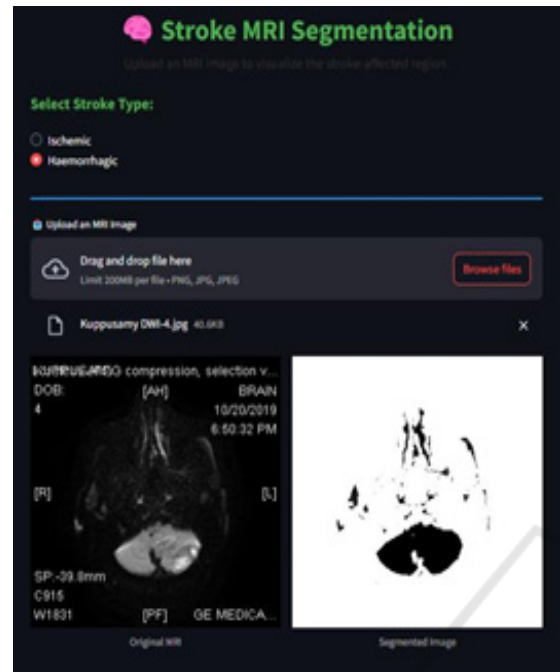 Stroke MRI Segmentation
Upload an MRI image to visualize the stroke-affected region
Select Stroke Type:
Ischemic
Haemorrhagic
Upload an MRI Image
Drag and drop file here
Limit 200MB per file • PNG, JPG, JPEG
Browse files
Kuppusamy DWI-4.jpg 40.6KB
compression, selection v...
DOB: [AH] BRAIN
4 10/20/2019
6:50:32 PM
[R] [L]
SP:-39.8mm
C915
W1831 [PF] GE MEDICA...
Original MRI Segmented Image